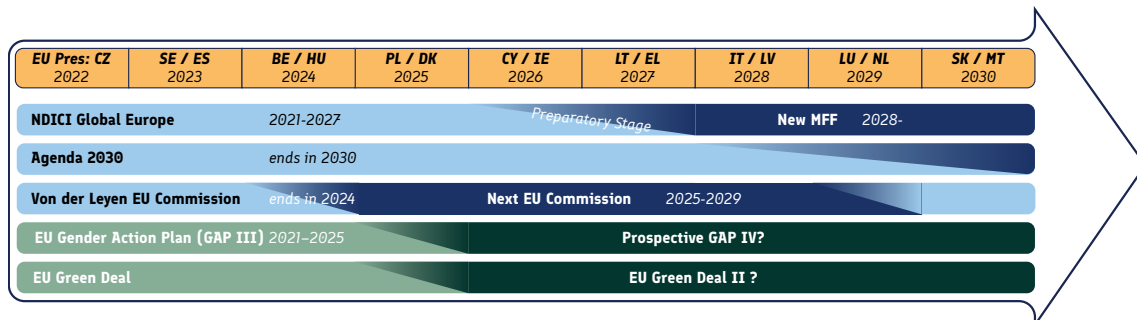 EU Pres: CZ SE / ES BE / HU PL / DK CY / IE LT / EL IT / LV LU / NL SK / MT
2022 2023 2024 2025 2026 2027 2028 2029 2030
NDICI Global Europe 2021-2027 Preparatory Stage New MFF 2028-
Agenda 2030 ends in 2030
Von der Leyen EU Commission ends in 2024 Next EU Commission 2025-2029
EU Gender Action Plan (GAP III) 2021–2025 Prospective GAP IV?
EU Green Deal EU Green Deal II ?